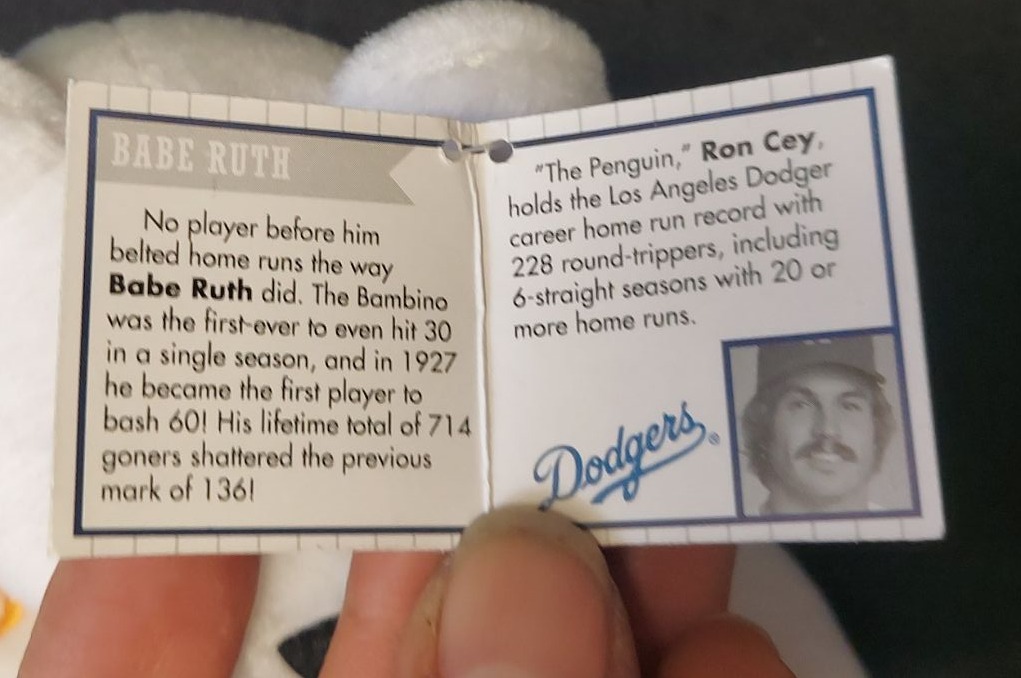 BABE RUTH
No player before him
belted home runs the way
Babe Ruth did. The Bambino
was the first-ever to even hit 30
in a single season, and in 1927
he became the first player to
bash 60! His lifetime total of 714
goners shattered the previous
mark of 136!
"The Penguin," Ron Cey,
holds the Los Angeles Dodger
career home run record with
228 round-trippers, including
6-straight seasons with 20 or
more home runs.
Dodgers®